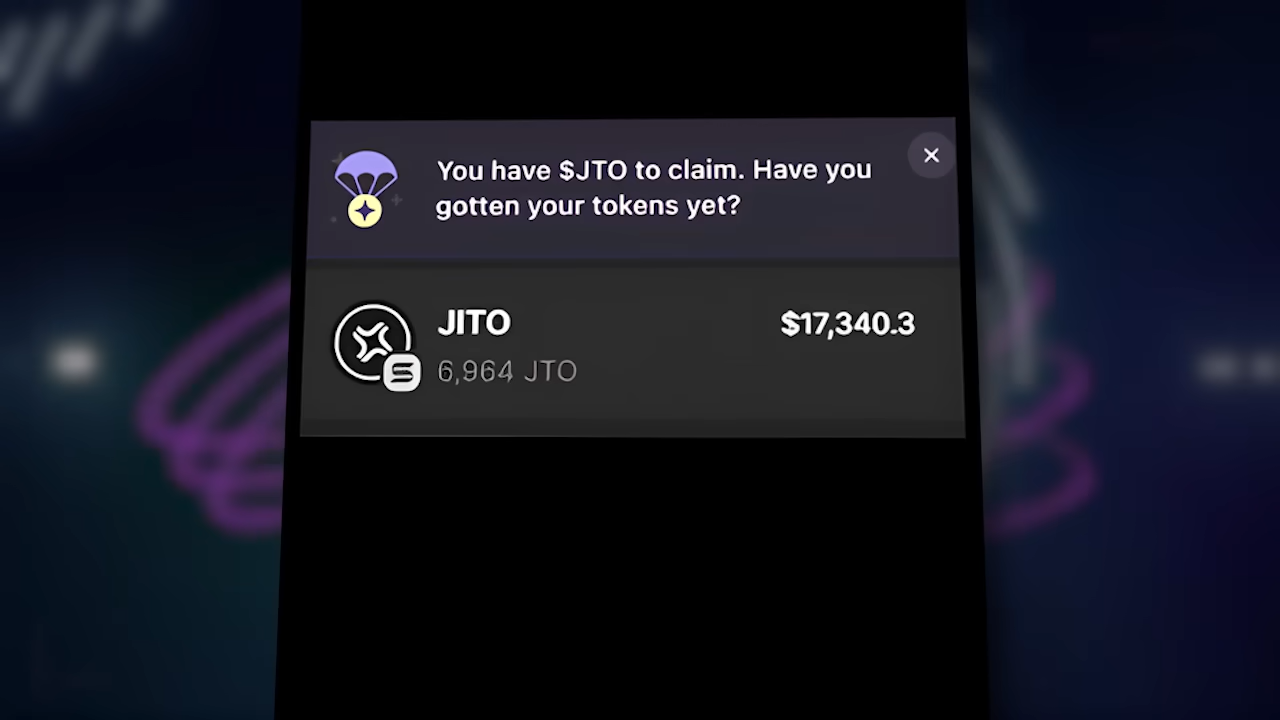 You have $JTO to claim. Have you
gotten your tokens yet?
JITO
$17,340.3
6,964 JTO